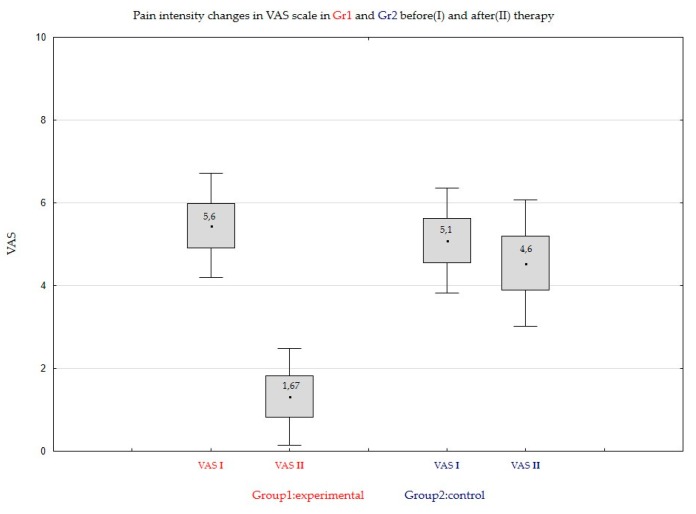 Pain intensity changes in VAS scale in Gr1 and Gr2 before(I) and after(II) therapy
10
8
6
4
2
0
VAS
5,6
1,67
5,1
4,6
VAS I VAS II VAS I VAS II
Group1:experimental Group2:control